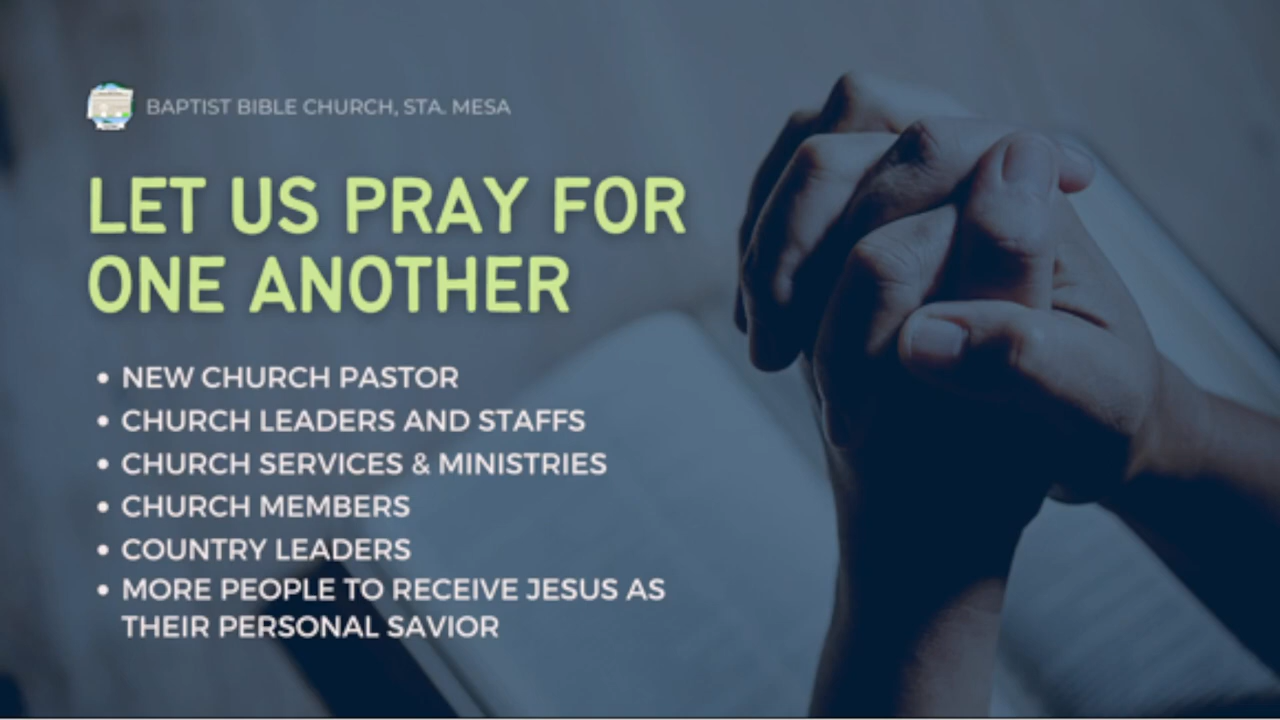 BAPTIST BIBLE CHURCH, STA. MESA
LET US PRAY FOR
ONE ANOTHER
• NEW CHURCH PASTOR
• CHURCH LEADERS AND STAFFS
• CHURCH SERVICES & MINISTRIES
• CHURCH MEMBERS
• COUNTRY LEADERS
• MORE PEOPLE TO RECEIVE JESUS AS
THEIR PERSONAL SAVIOR